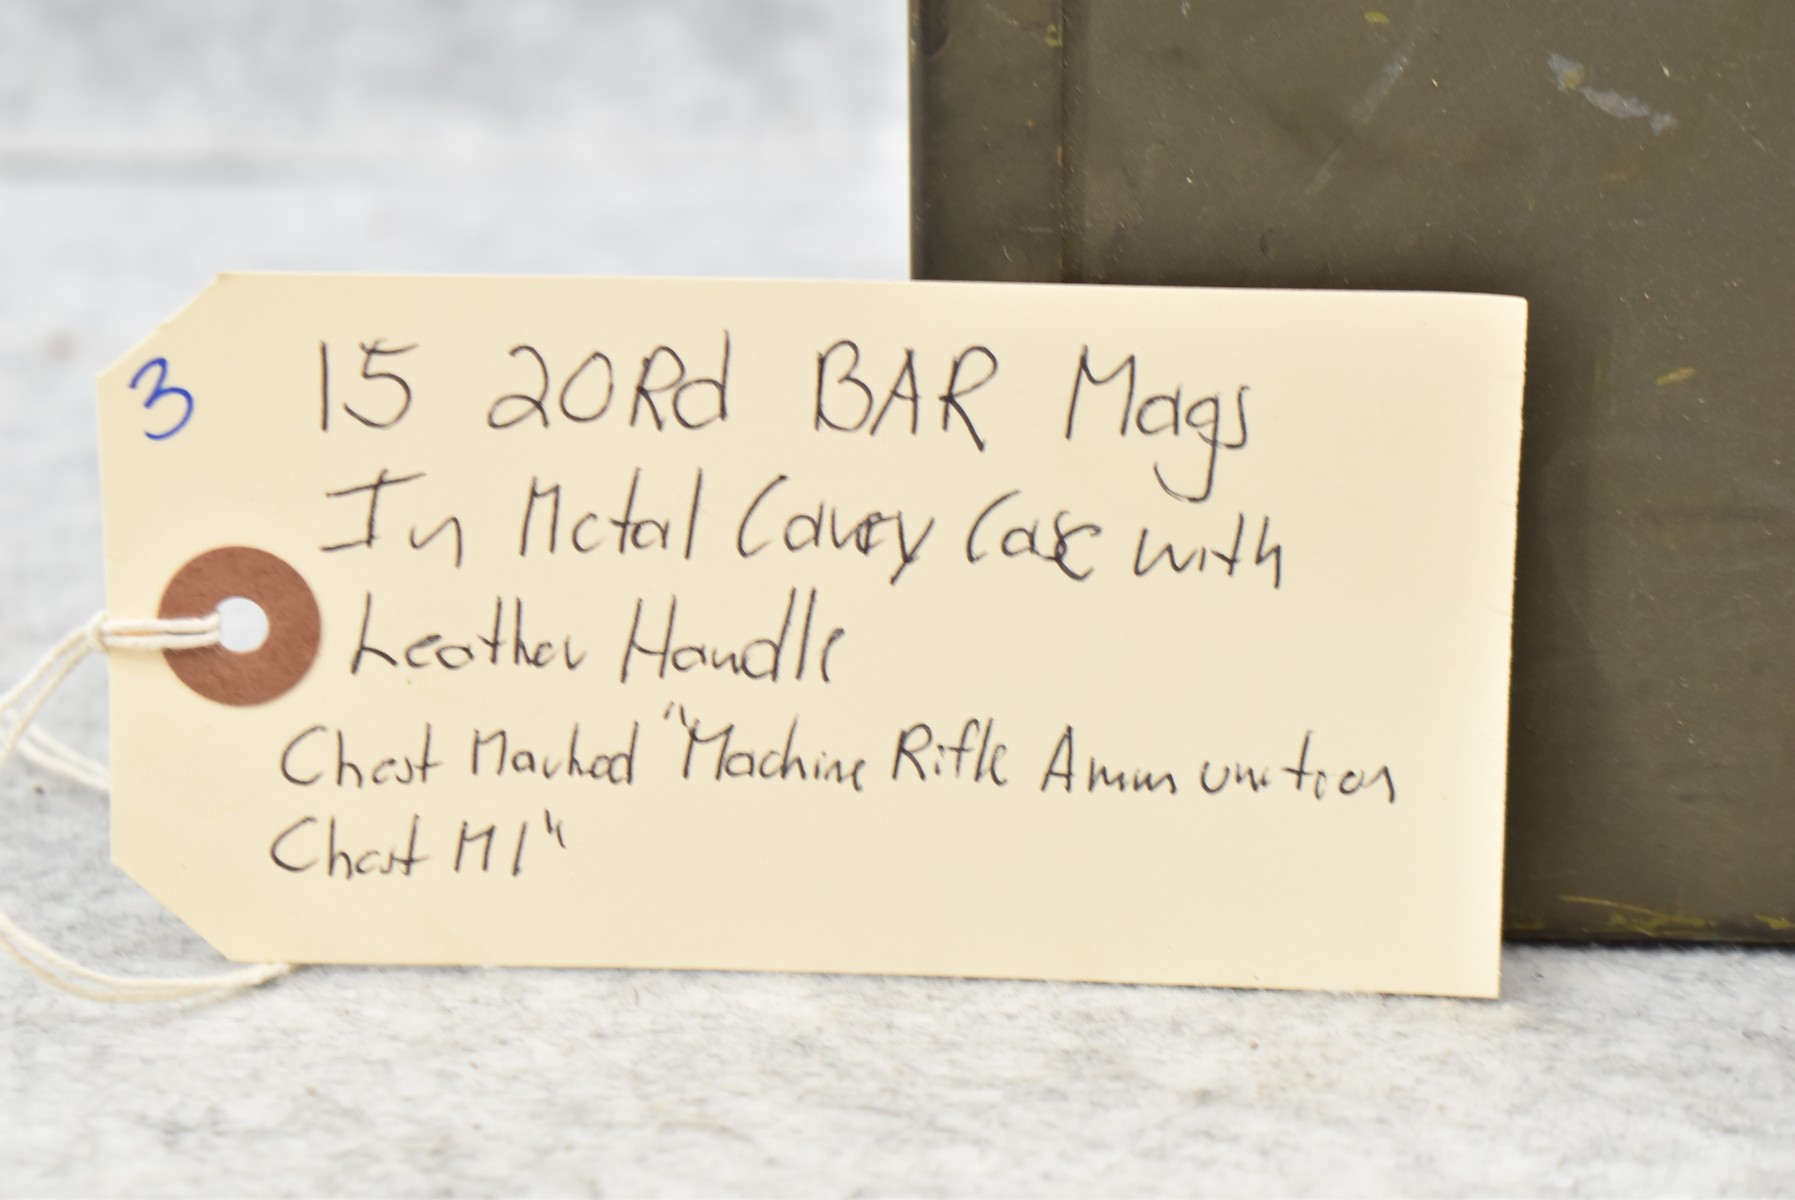 3
15 20Rd BAR Mags
In Metal Carry Case with
Leather Handle
Chest Marked "Machine Rifle Ammunition
Chest M1"